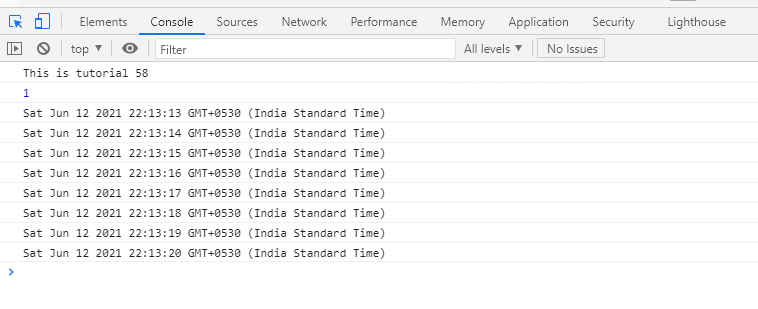 Elements Console Sources Network Performance Memory Application Security Lighthouse
top ▼ Filter All levels ▼ No Issues
This is tutorial 58
1
Sat Jun 12 2021 22:13:13 GMT+0530 (India Standard Time)
Sat Jun 12 2021 22:13:14 GMT+0530 (India Standard Time)
Sat Jun 12 2021 22:13:15 GMT+0530 (India Standard Time)
Sat Jun 12 2021 22:13:16 GMT+0530 (India Standard Time)
Sat Jun 12 2021 22:13:17 GMT+0530 (India Standard Time)
Sat Jun 12 2021 22:13:18 GMT+0530 (India Standard Time)
Sat Jun 12 2021 22:13:19 GMT+0530 (India Standard Time)
Sat Jun 12 2021 22:13:20 GMT+0530 (India Standard Time)
>